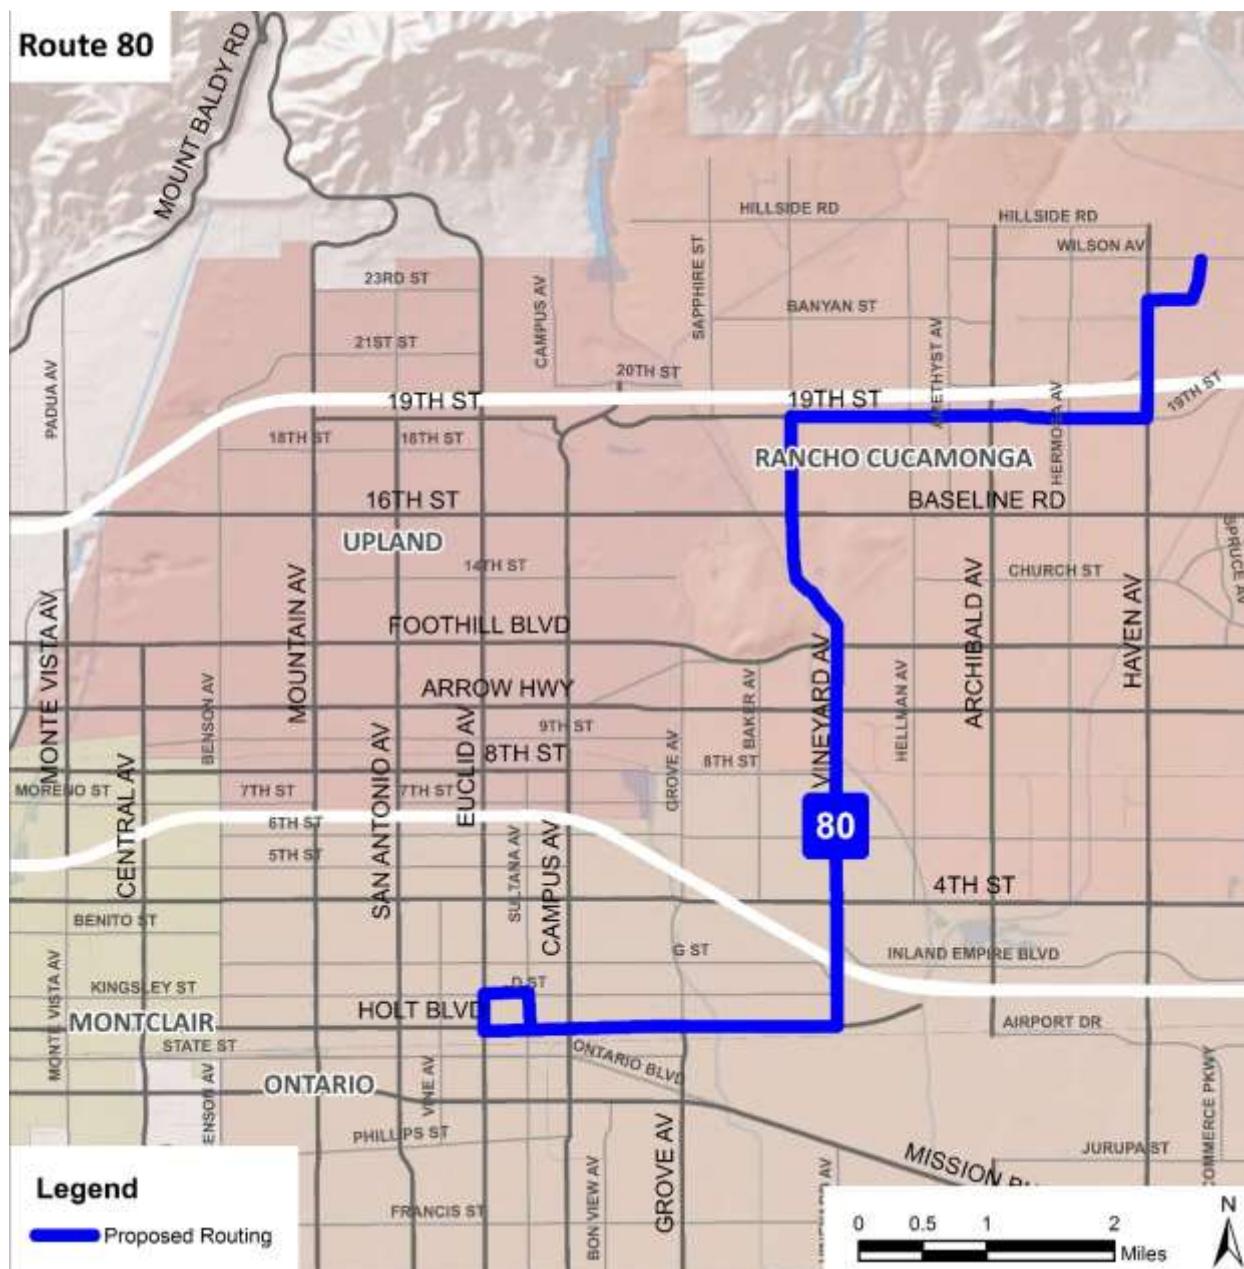 Route 80
MOUNT BALDY RD
HILLSIDE RD
HILLSIDE RD
WILSON AV
SAPPHIRE ST
23RD ST
CAMPUS AV
BANYAN ST
21ST ST
AMETHYST AV
PADUA AV
20TH ST
19TH ST
19TH ST
19TH ST
HERMOSA AV
18TH ST
18TH ST
RANCHO CUCAMONGA
16TH ST
BASELINE RD
UPLAND
SPRUCE AV
14TH ST
CHURCH ST
MOUNTAIN AV
FOOTHILL BLVD
ARCHIBALD AV
HAVEN AV
MONTE VISTA AV
BENSON AV
ARROW HWY
VINEYARD AV
BAKER AV
HELLMAN AV
9TH ST
EUCLID AV
8TH ST
8TH ST
GROVE AV
SAN ANTONIO AV
MORENO ST
7TH ST
7TH ST
CENTRAL AV
6TH ST
80
5TH ST
SULTANA AV
CAMPUS AV
4TH ST
BENITO ST
G ST
INLAND EMPIRE BLVD
MONTE VISTA AV
KINGSLEY ST
D ST
HOLT BLVD
MONTCLAIR
AIRPORT DR
STATE ST
ONTARIO BLVD
ONTARIO
VINE AV
ENSON AV
COMMERCE PKWY
PHILLIPS ST
GROVE AV
MISSION
JURUPA ST
BON VIEW AV
Legend
Proposed Routing
FRANCIS ST
N
0 0.5 1 2
Miles